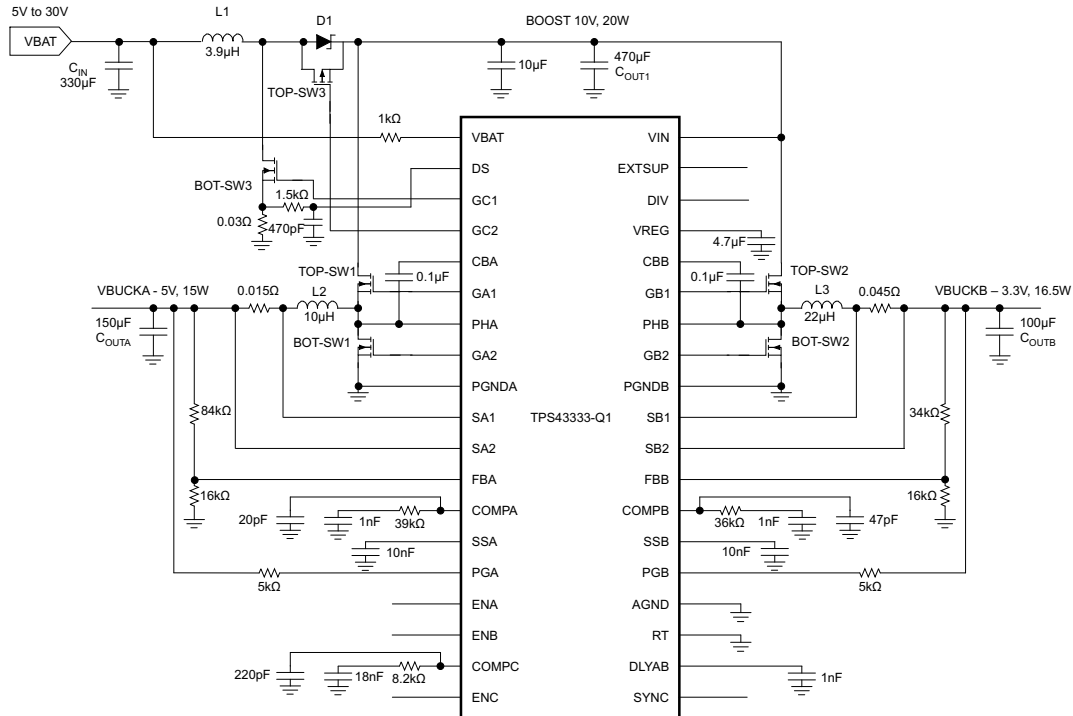 5V to 30V
VBAT
L1
3.9µH
D1
BOOST 10V, 20W
CIN
330µF
TOP-SW3
10µF
470µF
COUT1
1kΩ
BOT-SW3
1.5kΩ
0.03Ω
470pF
VBAT
DS
GC1
GC2
CBA
GA1
PHA
GA2
PGNDA
SA1
SA2
FBA
COMPA
SSA
PGA
ENA
ENB
COMPC
ENC
TPS43333-Q1
VIN
EXTSUP
DIV
VREG
CBB
GB1
PHB
GB2
PGNDB
SB1
SB2
FBB
COMPB
SSB
PGB
AGND
RT
DLYAB
SYNC
TOP-SW1
0.1µF
VBUCKA - 5V, 15W
0.015Ω
L2
10µH
150µF
COUTA
BOT-SW1
84kΩ
16kΩ
20pF
1nF
39kΩ
10nF
5kΩ
220pF
18nF
8.2kΩ
4.7µF
0.1µF
TOP-SW2
L3
22µH
0.045Ω
VBUCKB – 3.3V, 16.5W
100µF
COUTB
BOT-SW2
34kΩ
16kΩ
36kΩ
1nF
47pF
10nF
5kΩ
1nF